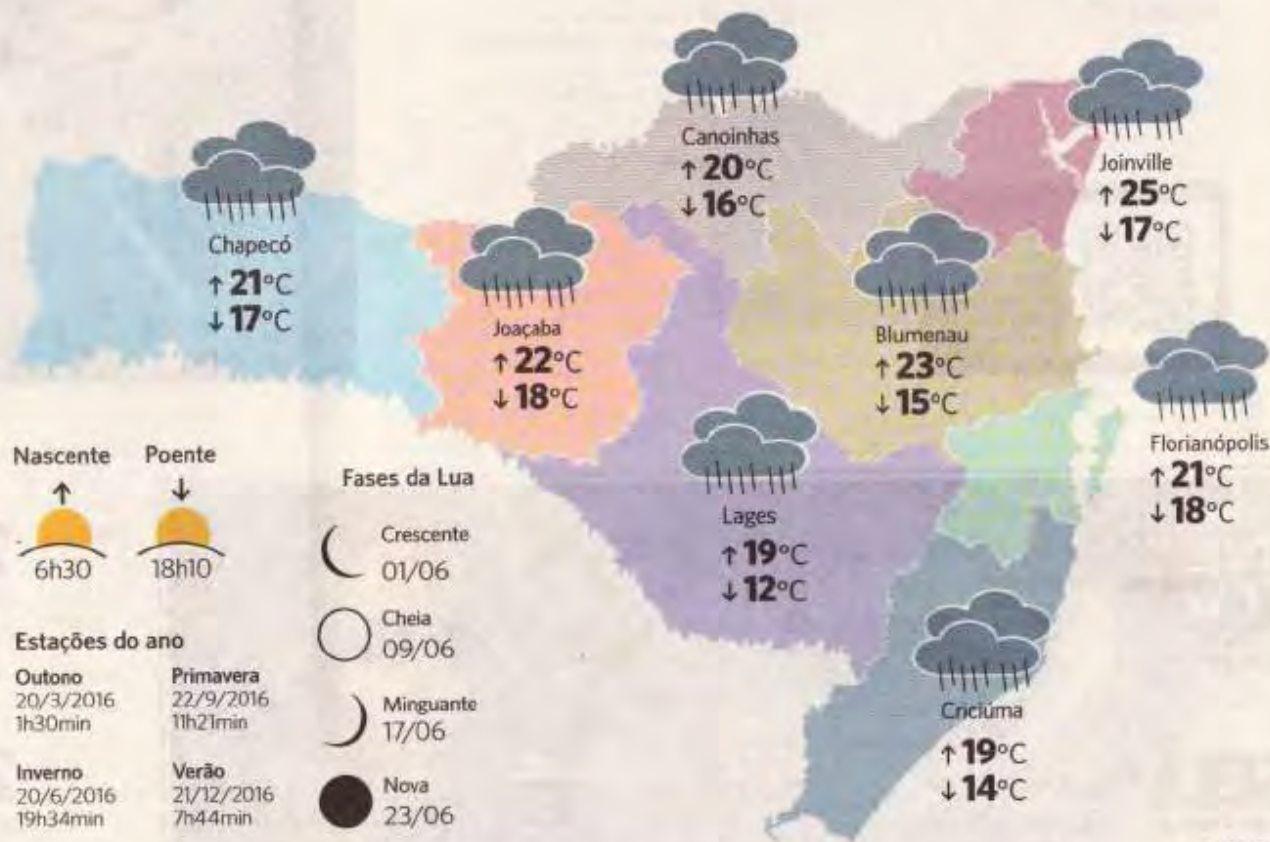 Canoinhas
↑ 20°C
↓ 16°C
Joinville
↑ 25°C
↓ 17°C
Chapecó
↑ 21°C
↓ 17°C
Joaçaba
↑ 22°C
↓ 18°C
Blumenau
↑ 23°C
↓ 15°C
Florianópolis
↑ 21°C
↓ 18°C
Lages
↑ 19°C
↓ 12°C
Criciúma
↑ 19°C
↓ 14°C
Nascente
↑
6h30
Poente
↓
18h10
Estações do ano
Outono
20/3/2016
1h30min
Primavera
22/9/2016
11h21min
Inverno
20/6/2016
19h34min
Verão
21/12/2016
7h44min
Fases da Lua
Crescente
01/06
Cheia
09/06
Minguante
17/06
Nova
23/06